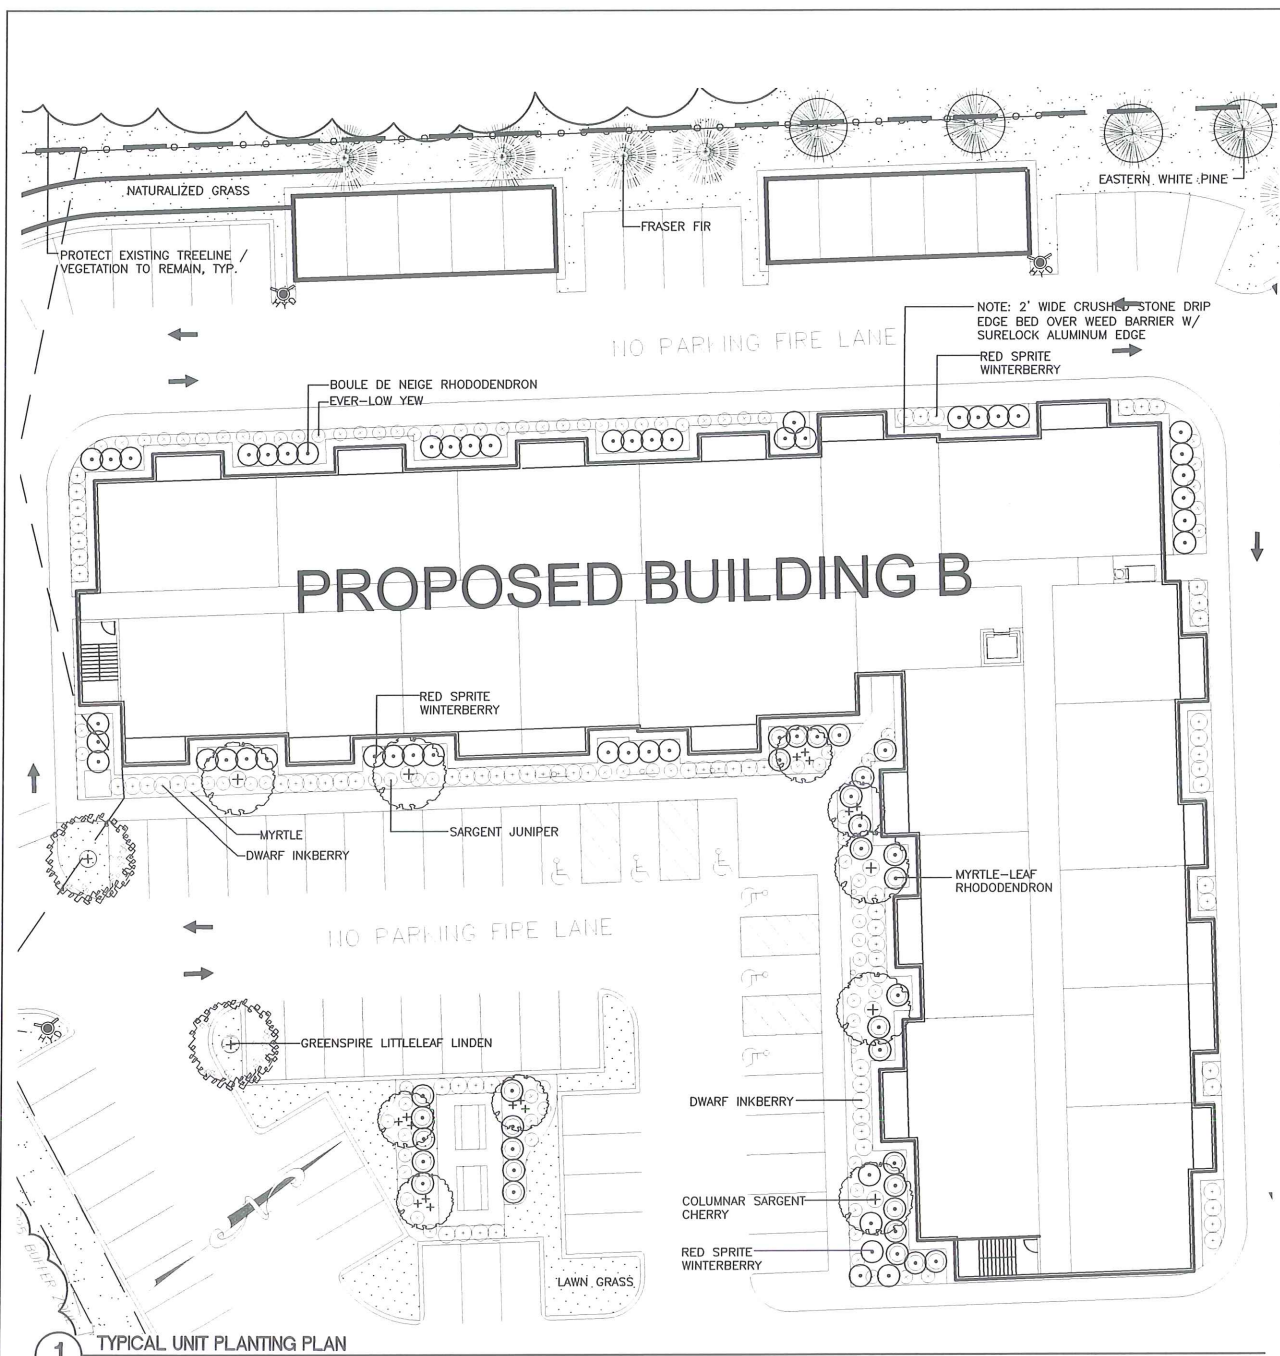 NATURALIZED GRASS
EASTERN WHITE PINE
FRASER FIR
PROTECT EXISTING TREELINE /
VEGETATION TO REMAIN, TYP.
HYD
HYD
NOTE: 2' WIDE CRUSHED STONE DRIP
EDGE BED OVER WEED BARRIER W/
SURELOCK ALUMINUM EDGE
NO PARKING FIRE LANE
RED SPRITE
WINTERBERRY
BOULE DE NEIGE RHODODENDRON
EVER-LOW YEW
PROPOSED BUILDING B
RED SPRITE
WINTERBERRY
MYRTLE
SARGENT JUNIPER
DWARF INKBERRY
MYRTLE-LEAF
RHODODENDRON
NO PARKING FIRE LANE
HYD
GREENSPIRE LITTLELEAF LINDEN
DWARF INKBERRY
COLUMNAR SARGENT
CHERRY
RED SPRITE
WINTERBERRY
BUFFER
LAWN GRASS
1
TYPICAL UNIT PLANTING PLAN